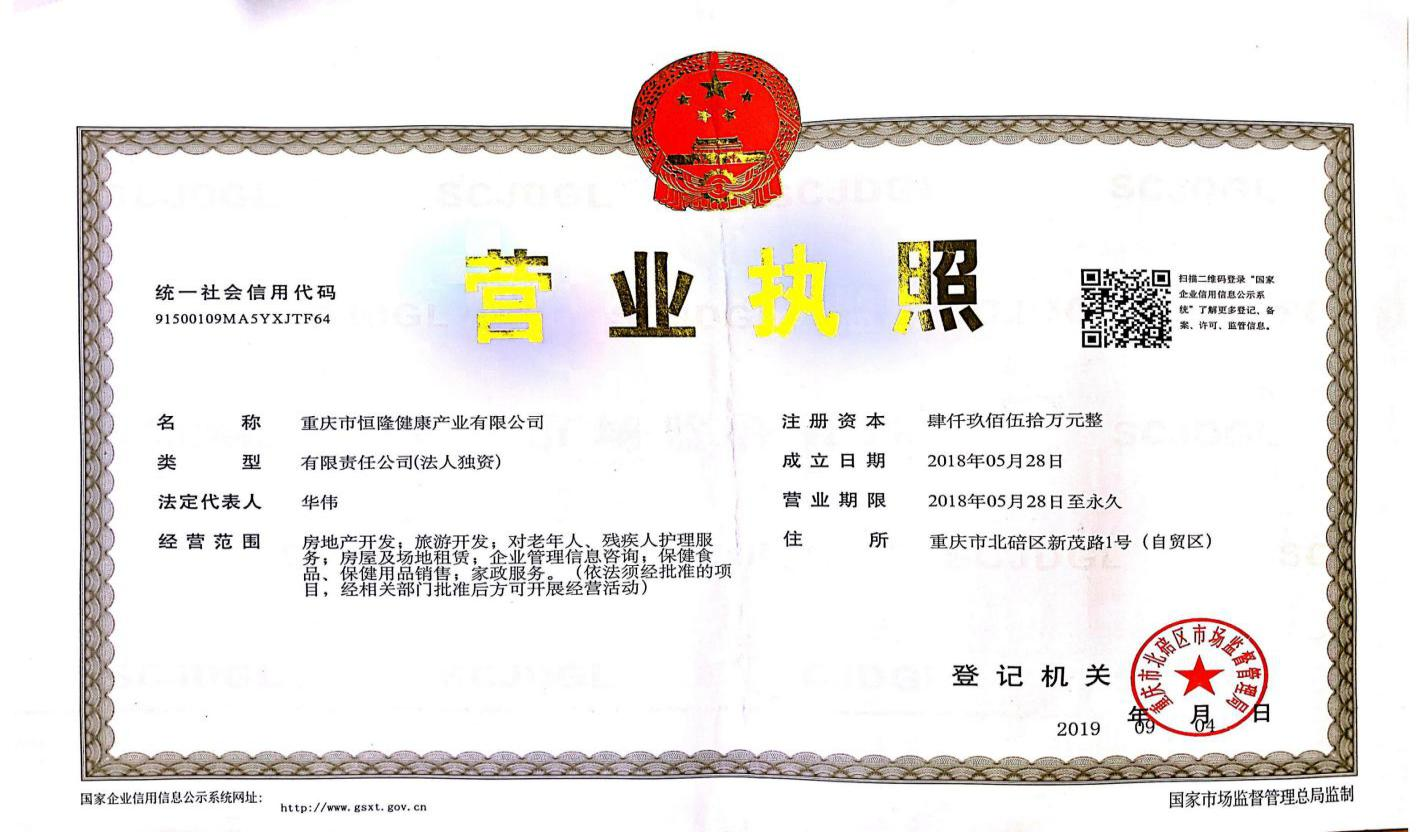 营业执照
统一社会信用代码
91500109MA5YXJTF64
扫描二维码登录“国家
企业信用信息公示系
统”了解更多登记、备
案、许可、监管信息。
名称 重庆市恒隆健康产业有限公司
类型 有限责任公司(法人独资)
法定代表人 华伟
经营范围 房地产开发；旅游开发；对老年人、残疾人护理服
务；房屋及场地租赁；企业管理信息咨询；保健食
品、保健用品销售；家政服务。（依法须经批准的项
目，经相关部门批准后方可开展经营活动）
注册资本 肆仟玖佰伍拾万元整
成立日期 2018年05月28日
营业期限 2018年05月28日至永久
住所 重庆市北碚区新茂路1号（自贸区）
登记机关
重庆市北碚区市场监督管理局
年 月 日
2019 09 04
国家企业信用信息公示系统网址：
http://www.gsxt.gov.cn
国家市场监督管理总局监制
SCJDGL